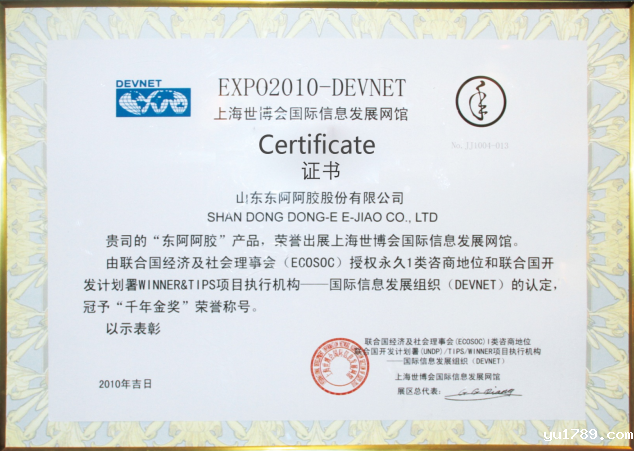 DEVNET
EXPO2010-DEVNET
上海世博会国际信息发展网馆
Certificate
证书
No.331004-013
山东东阿阿胶股份有限公司
SHAN DONG DONG-E E-JIAO CO., LTD
贵司的“东阿阿胶”产品，荣誉出展上海世博会国际信息发展网馆。
由联合国经济及社会理事会（ECOSOC）授权永久1类咨商地位和联合国开
发计划署WINNER&TIPS项目执行机构——国际信息发展组织（DEVNET）的认定，
冠予“千年金奖”荣誉称号。
以示表彰
联合国经济及社会理事会(ECOSOC)1类咨商地位
联合国开发计划署(UNDP)/TIPS/WINNER项目执行机构
——国际信息发展组织（DEVNET）
上海世博会国际信息发展网馆
展区总代表：
2010年吉日
yu1789.com